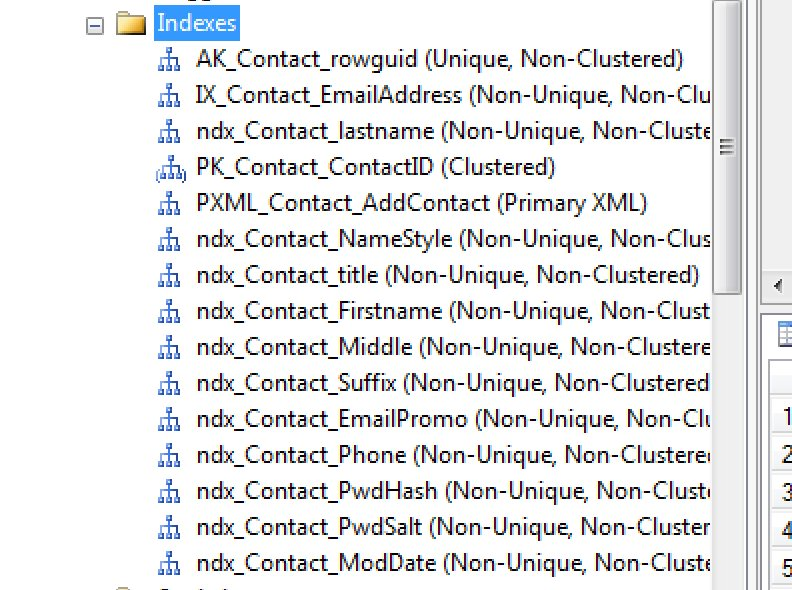 Indexes
AK_Contact_rowguid (Unique, Non-Clustered)
IX_Contact_EmailAddress (Non-Unique, Non-Clu
ndx_Contact_lastname (Non-Unique, Non-Cluste
PK_Contact_ContactID (Clustered)
PXML_Contact_AddContact (Primary XML)
ndx_Contact_NameStyle (Non-Unique, Non-Clus
ndx_Contact_title (Non-Unique, Non-Clustered)
ndx_Contact_Firstname (Non-Unique, Non-Clust
ndx_Contact_Middle (Non-Unique, Non-Clustere
ndx_Contact_Suffix (Non-Unique, Non-Clustered
ndx_Contact_EmailPromo (Non-Unique, Non-Clu
1
ndx_Contact_Phone (Non-Unique, Non-Clustere
2
ndx_Contact_PwdHash (Non-Unique, Non-Clust
3
ndx_Contact_PwdSalt (Non-Unique, Non-Cluster
4
ndx_Contact_ModDate (Non-Unique, Non-Cluste
5